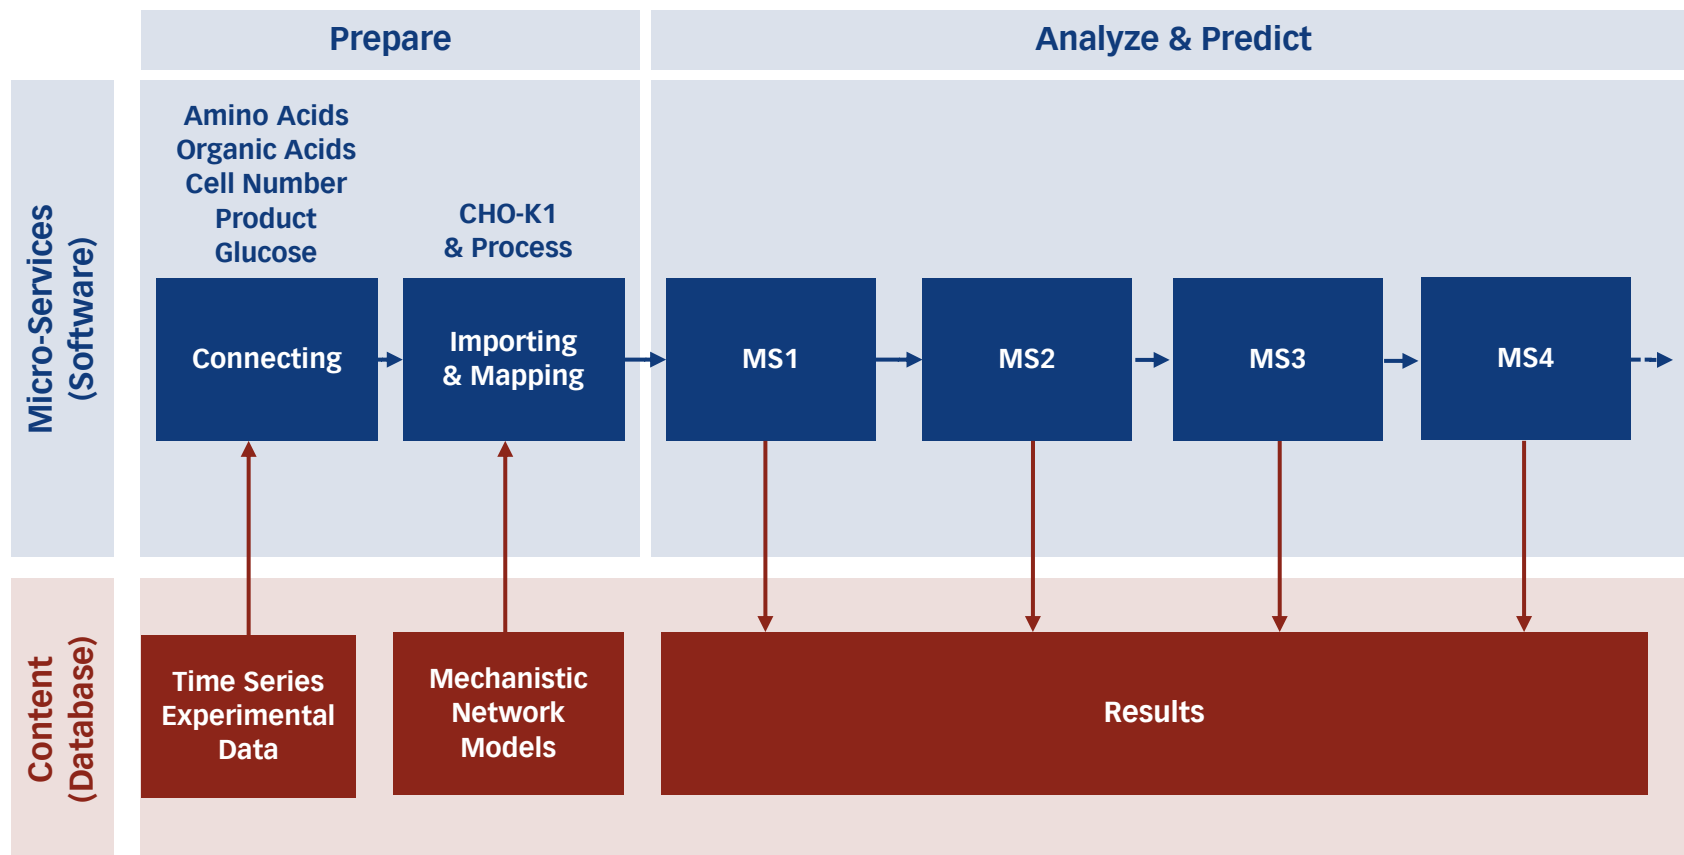 Prepare
Analyze & Predict
Micro-Services
(Software)
Amino Acids
Organic Acids
Cell Number
Product
Glucose
CHO-K1
& Process
Connecting
Importing
& Mapping
MS1
MS2
MS3
MS4
Content
(Database)
Time Series
Experimental
Data
Mechanistic
Network
Models
Results